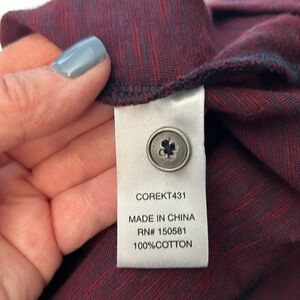 COREKT431
MADE IN CHINA
RN# 150581
100%COTTON